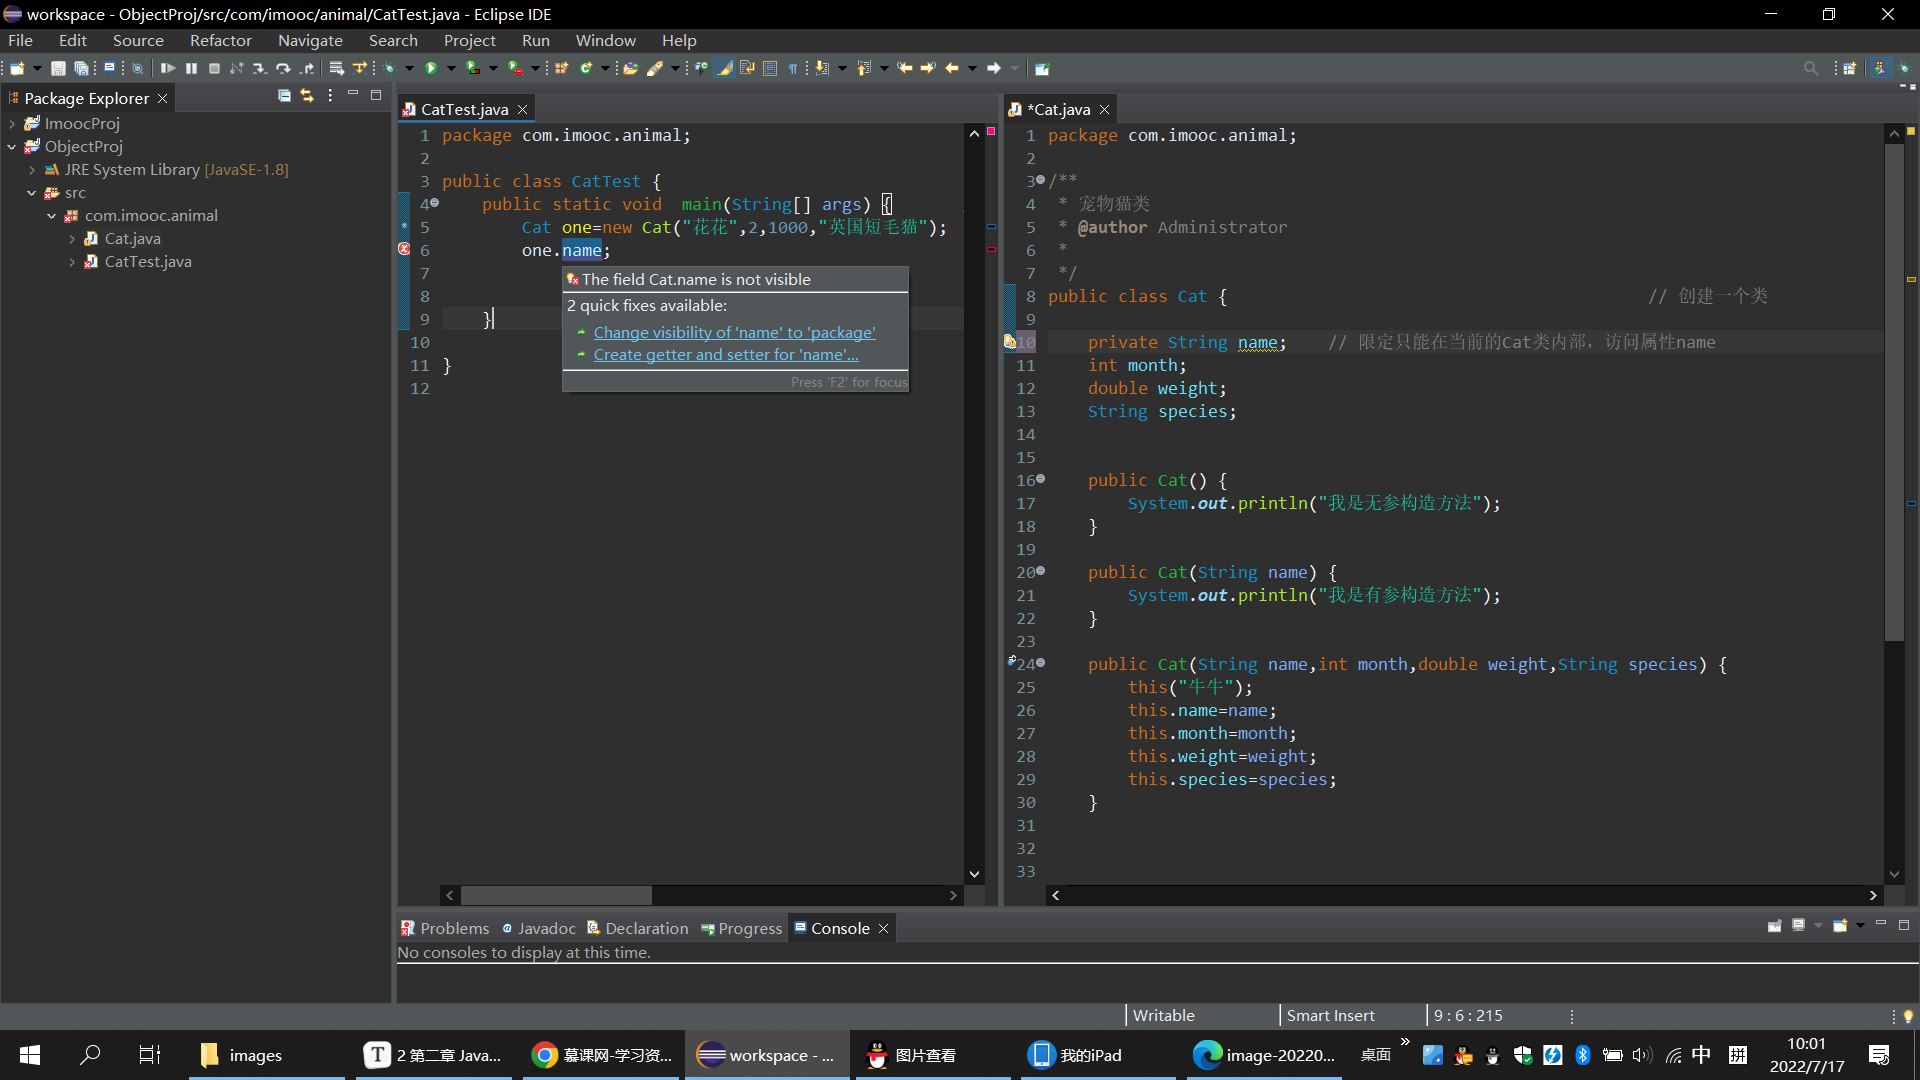 workspace - ObjectProj/src/com/imooc/animal/CatTest.java - Eclipse IDE
File Edit Source Refactor Navigate Search Project Run Window Help
Package Explorer
ImoocProj
ObjectProj
JRE System Library [JavaSE-1.8]
src
com.imooc.animal
Cat.java
CatTest.java
CatTest.java
1 package com.imooc.animal;
2
3 public class CatTest {
4 public static void  main(String[] args) {
5 Cat one=new Cat("花花",2,1000,"英国短毛猫");
6 one.name;
7
8
9 }
10
11 }
12
The field Cat.name is not visible
2 quick fixes available:
Change visibility of 'name' to 'package'
Create getter and setter for 'name'...
Press 'F2' for focus
*Cat.java
1 package com.imooc.animal;
2
3 /**
4 * 宠物猫类
5 * @author Administrator
6 *
7 */
8 public class Cat { // 创建一个类
9
10 private String name; // 限定只能在当前的Cat类内部，访问属性name
11 int month;
12 double weight;
13 String species;
14
15
16 public Cat() {
17 System.out.println("我是无参构造方法");
18 }
19
20 public Cat(String name) {
21 System.out.println("我是有参构造方法");
22 }
23
24 public Cat(String name,int month,double weight,String species) {
25 this("牛牛");
26 this.name=name;
27 this.month=month;
28 this.weight=weight;
29 this.species=species;
30 }
31
32
33
Problems Javadoc Declaration Progress Console
No consoles to display at this time.
Writable Smart Insert 9 : 6 : 215
images 2 第二章 Java... 慕课网-学习资... workspace - ... 图片查看 我的iPad image-20220... 桌面 中 拼 10:01
2022/7/17